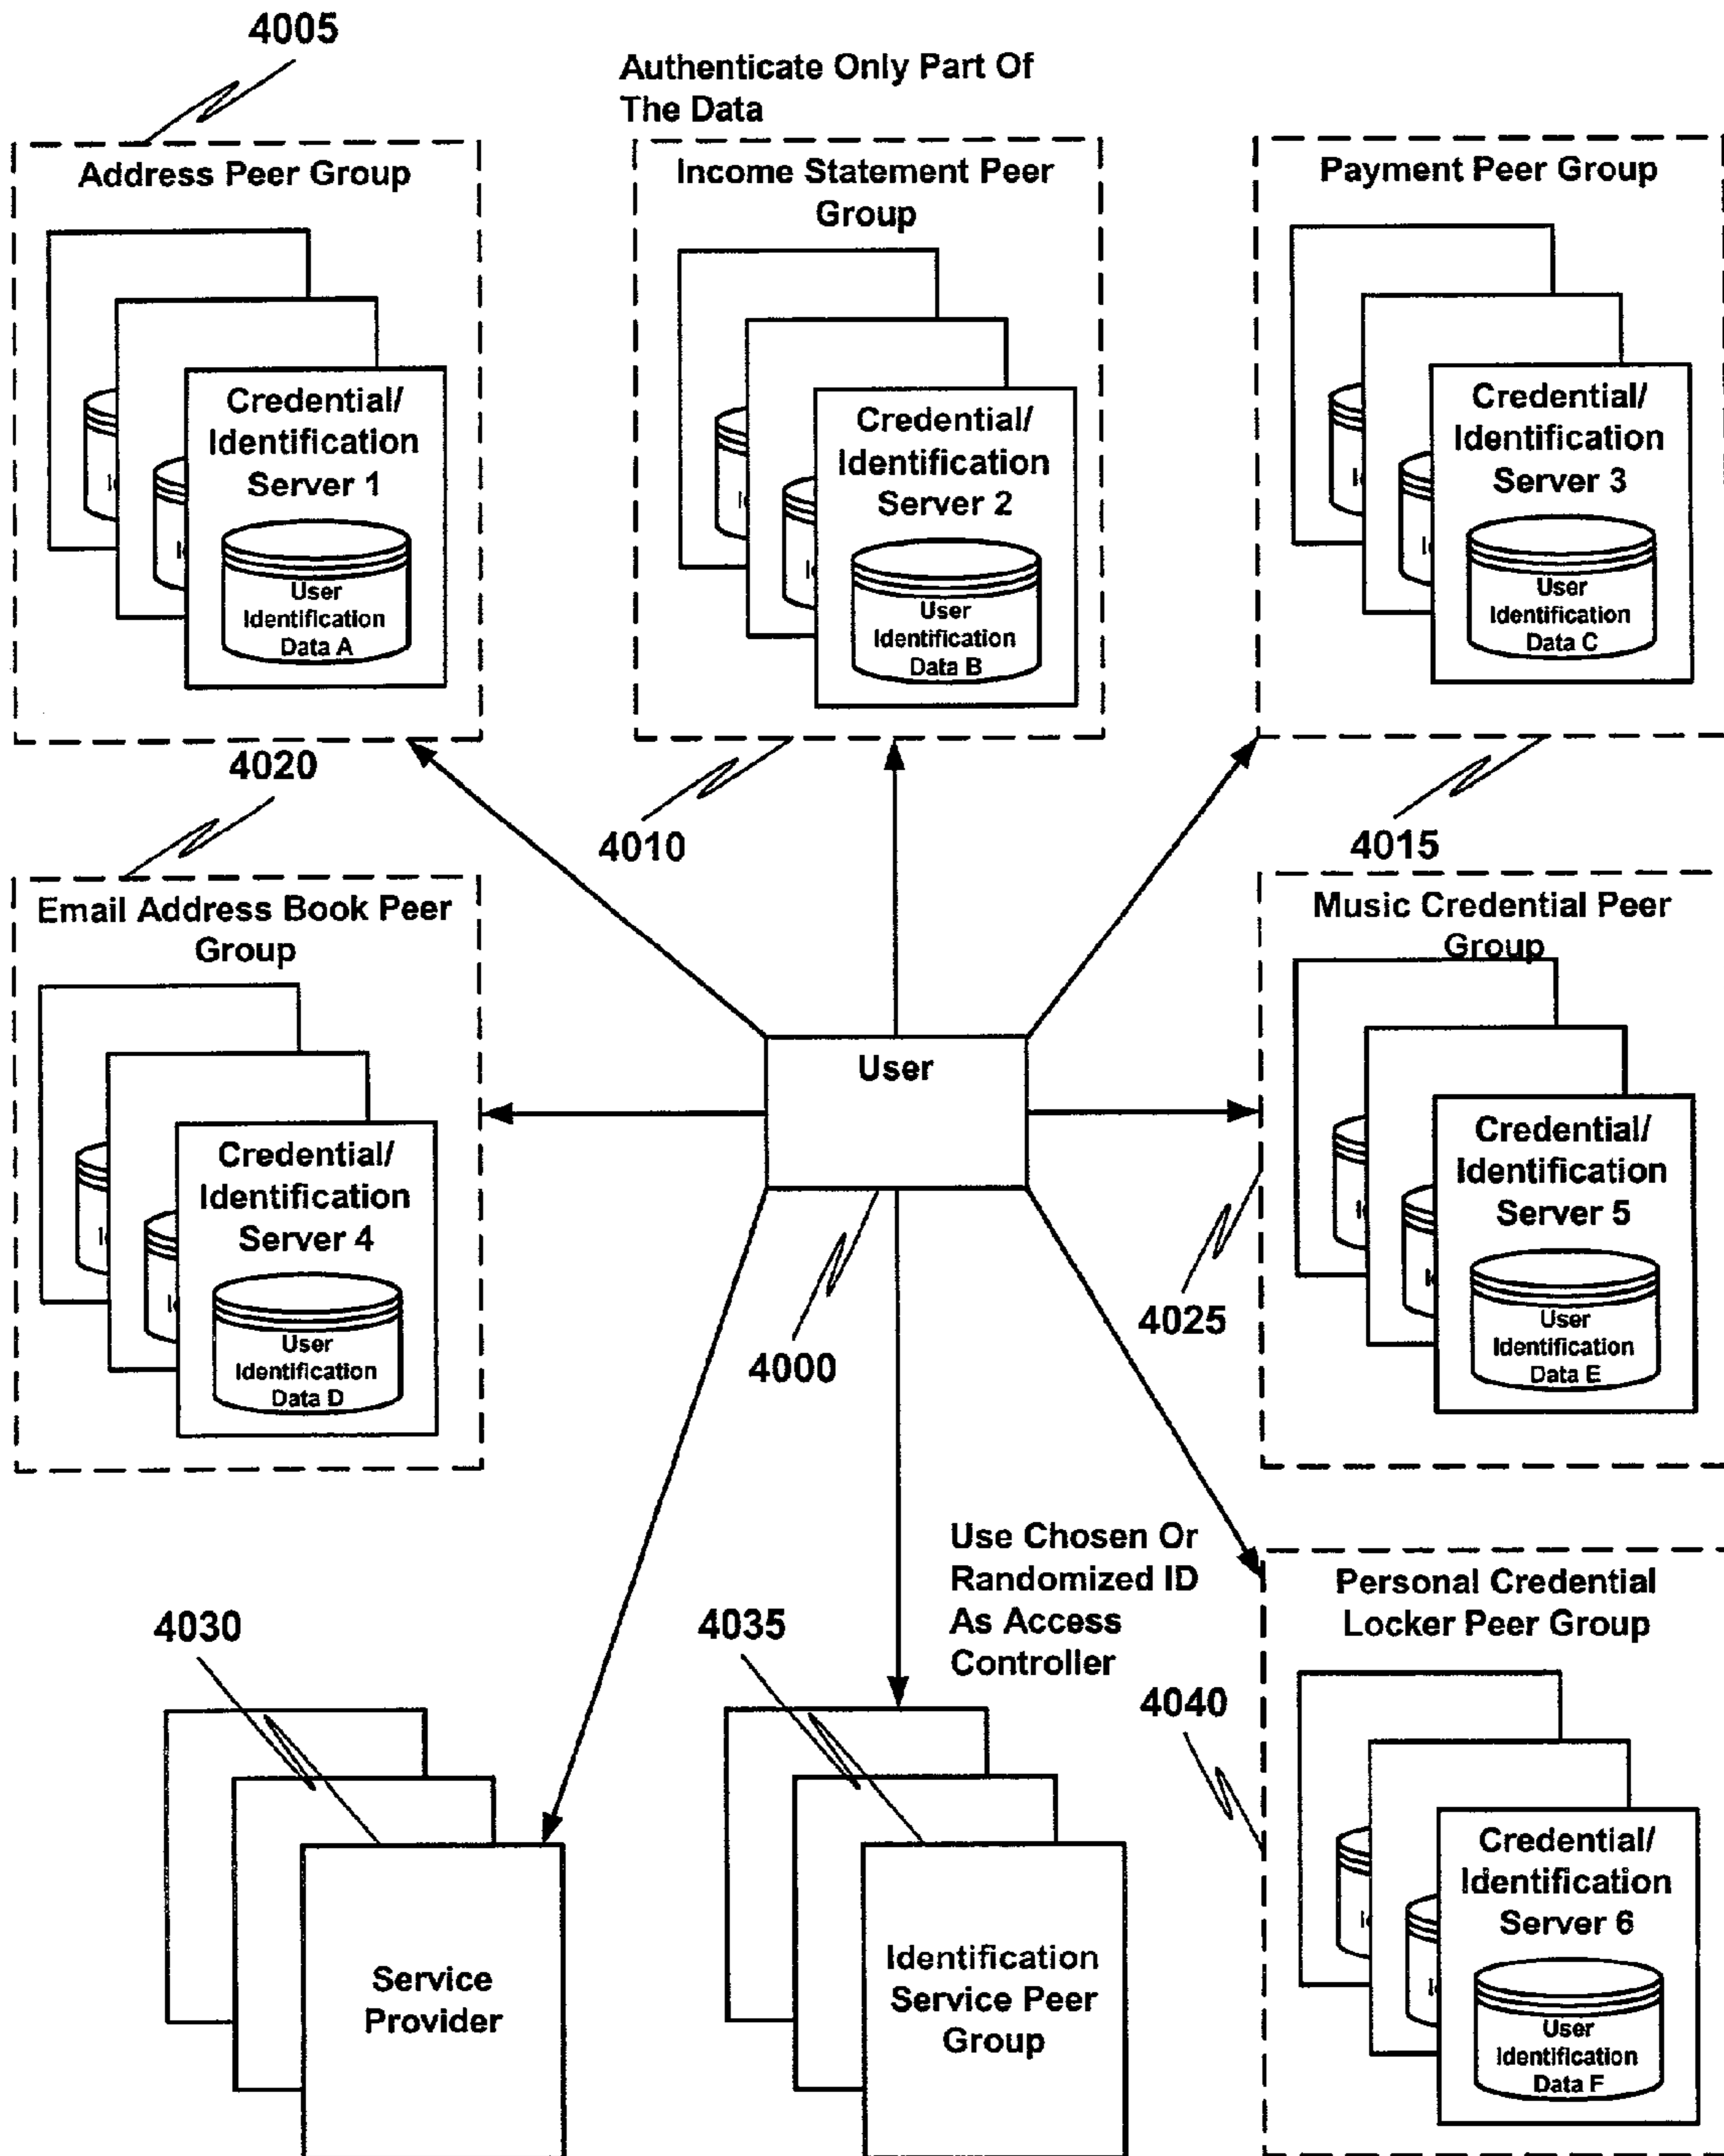 4005
Authenticate Only Part Of
The Data
Address Peer Group
Credential/
Identification
Server 1
User
Identification
Data A
Income Statement Peer
Group
Credential/
Identification
Server 2
User
Identification
Data B
Payment Peer Group
Credential/
Identification
Server 3
User
Identification
Data C
4020
4010
4015
Email Address Book Peer
Group
Credential/
Identification
Server 4
User
Identification
Data D
User
4000
Music Credential Peer
Group
Credential/
Identification
Server 5
User
Identification
Data E
4025
4030
Service
Provider
4035
Use Chosen Or
Randomized ID
As Access
Controller
Identification
Service Peer
Group
4040
Personal Credential
Locker Peer Group
Credential/
Identification
Server 6
User
Identification
Data F